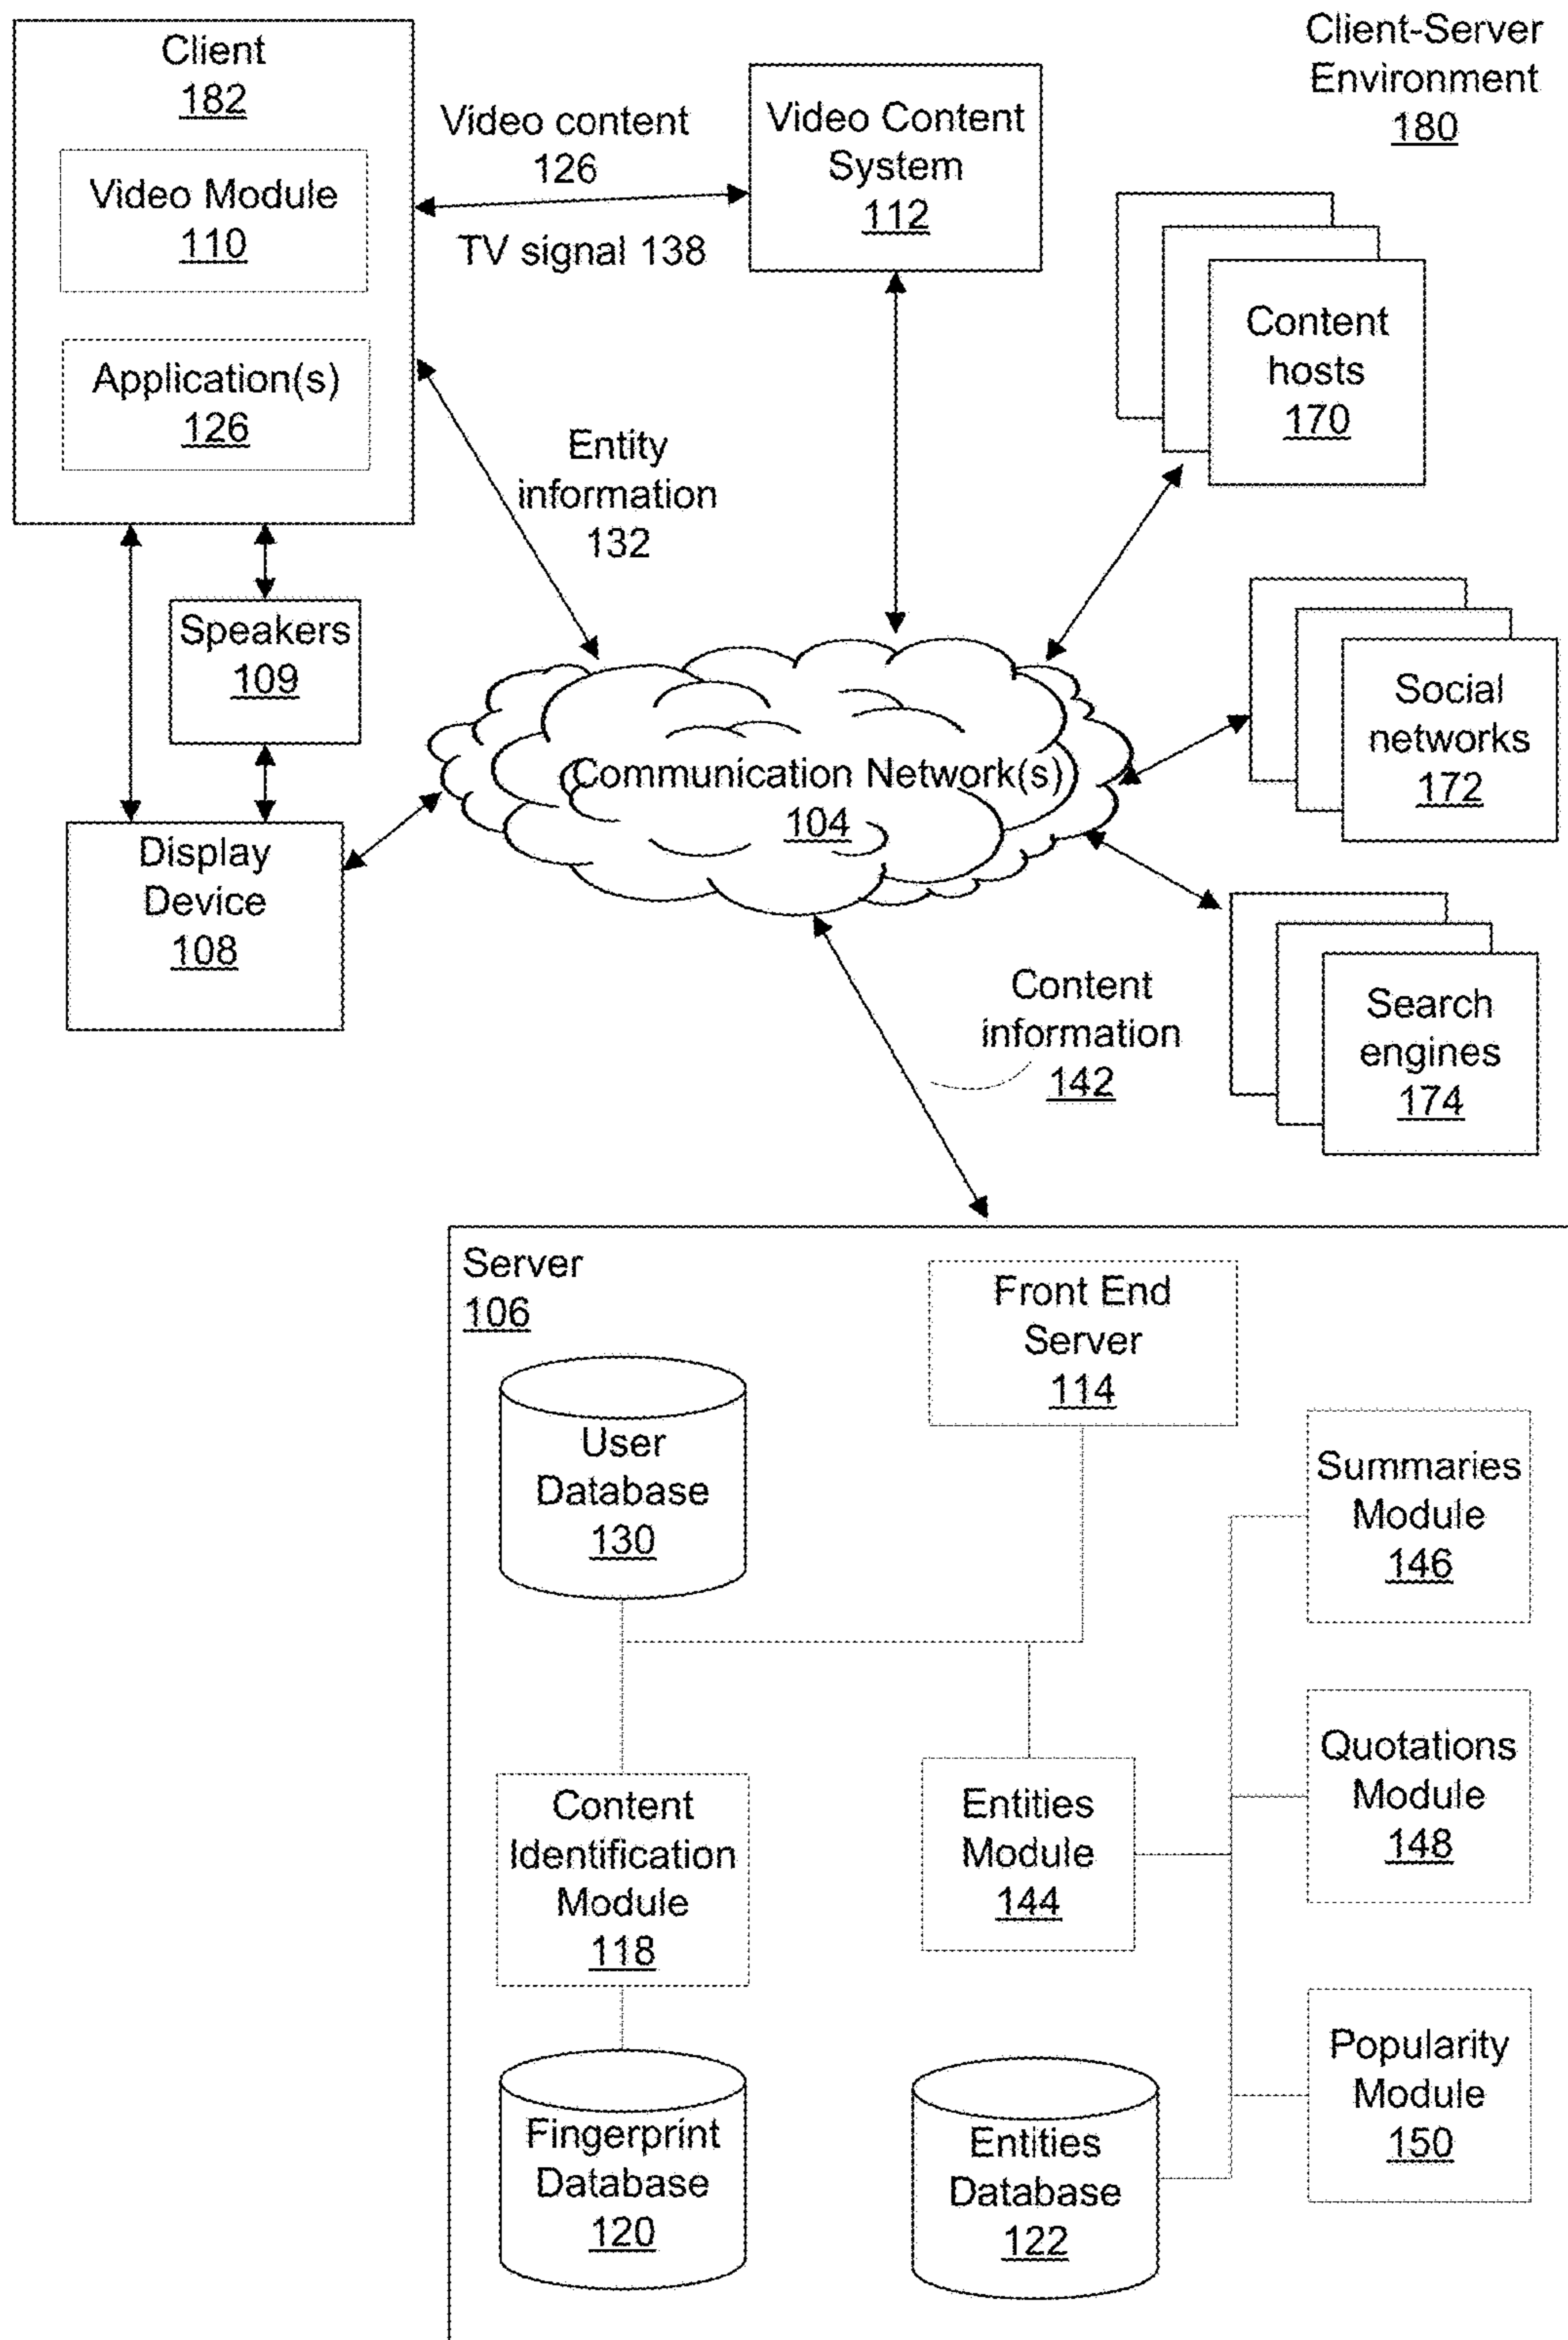 Client
182
Video Module
110
Application(s)
126
Video content
126
TV signal 138
Video Content
System
112
Client-Server
Environment
180
Content
hosts
170
Entity
information
132
Speakers
109
Display
Device
108
Communication Network(s)
104
Social
networks
172
Search
engines
174
Content
information
142
Server
106
Front End
Server
114
User
Database
130
Summaries
Module
146
Quotations
Module
148
Content
Identification
Module
118
Entities
Module
144
Popularity
Module
150
Fingerprint
Database
120
Entities
Database
122